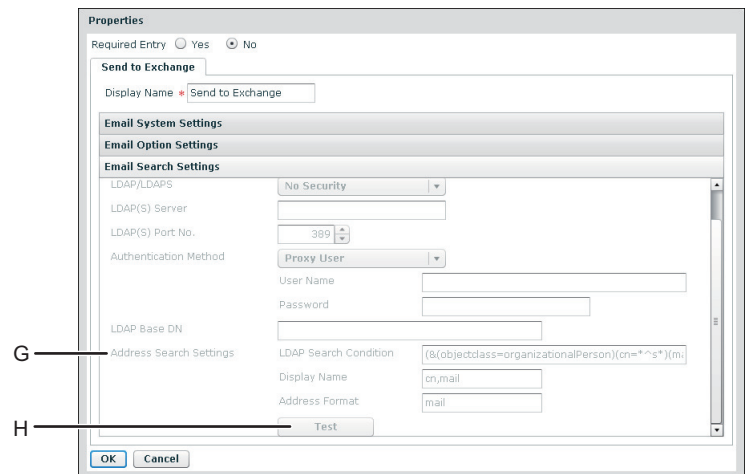 Properties
Required Entry Yes No
Send to Exchange
Display Name * Send to Exchange
Email System Settings
Email Option Settings
Email Search Settings
LDAP/LDAPS No Security
LDAP(S) Server
LDAP(S) Port No. 389
Authentication Method Proxy User
User Name
Password
LDAP Base DN
G Address Search Settings LDAP Search Condition (&(objectclass=organizationalPerson)(cn=*^s*)(ma
Display Name cn,mail
Address Format mail
H Test
OK Cancel